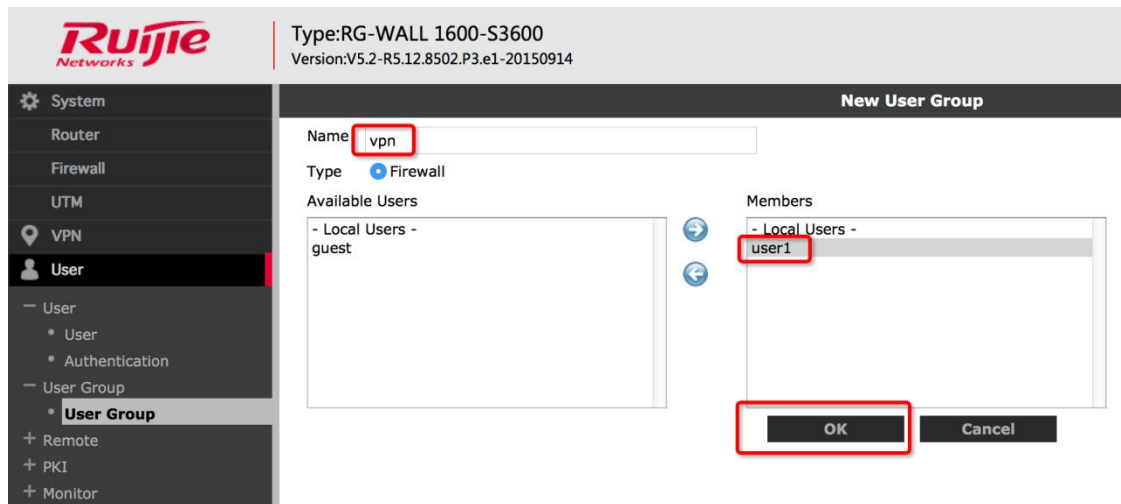 Ruijie
Networks
Type:RG-WALL 1600-S3600
Version:V5.2-R5.12.8502.P3.e1-20150914
System
Router
Firewall
UTM
VPN
User
User
User
Authentication
User Group
User Group
Remote
PKI
Monitor
New User Group
Name vpn
Type Firewall
Available Users
- Local Users -
guest
Members
- Local Users -
user1
OK Cancel